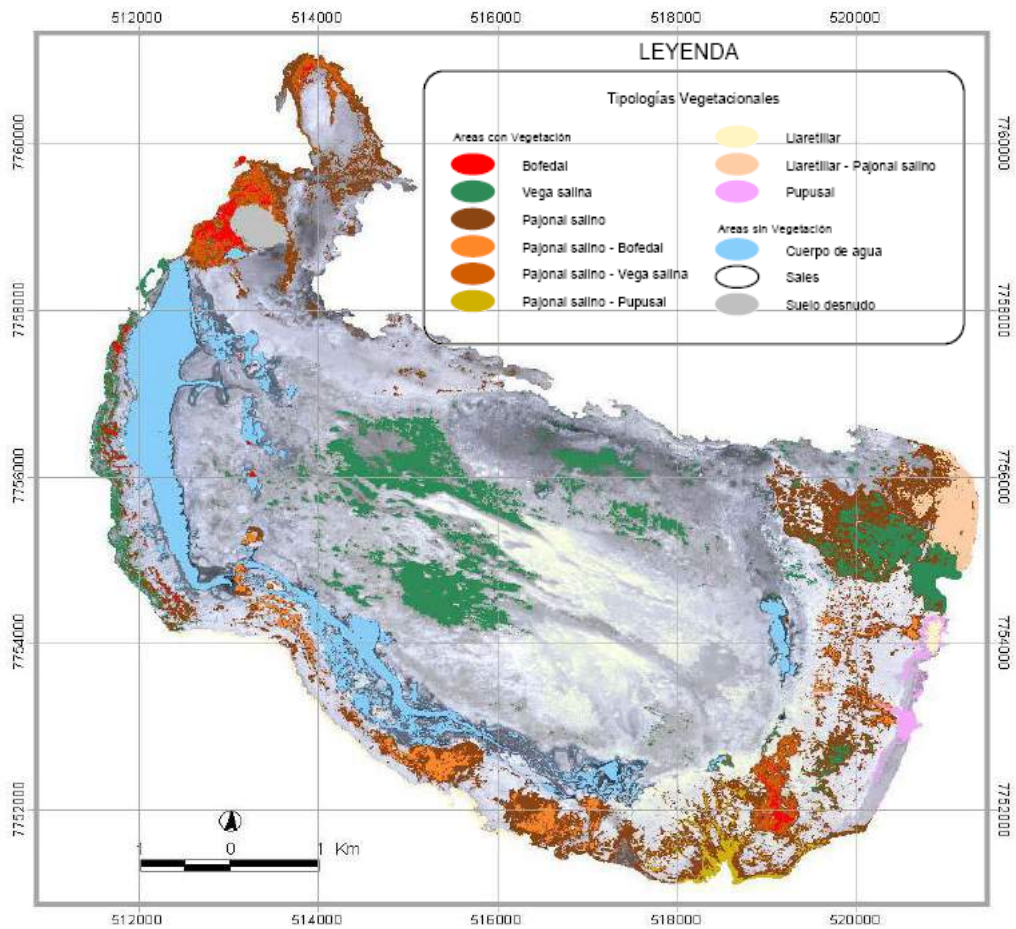 512000 514000 516000 518000 520000
LEYENDA
Tipologías Vegetacionales
Areas con Vegetación
Bofedal
Vega salina
Pajonal salino
Pajonal salino - Bofedal
Pajonal salino - Vega salina
Pajonal salino - Pupusal
Llaretillar
Llaretillar - Pajonal salino
Pupusal
Areas sin Vegetación
Cuerpo de agua
Sales
Suelo desnudo
7760000 7760000
7758000 7758000
7756000 7756000
7754000 7754000
7752000 7752000
1 0 1 Km
512000 514000 516000 518000 520000